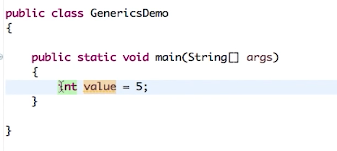 public class GenericsDemo
{
public static void main(String[] args)
{
int value = 5;
}
}